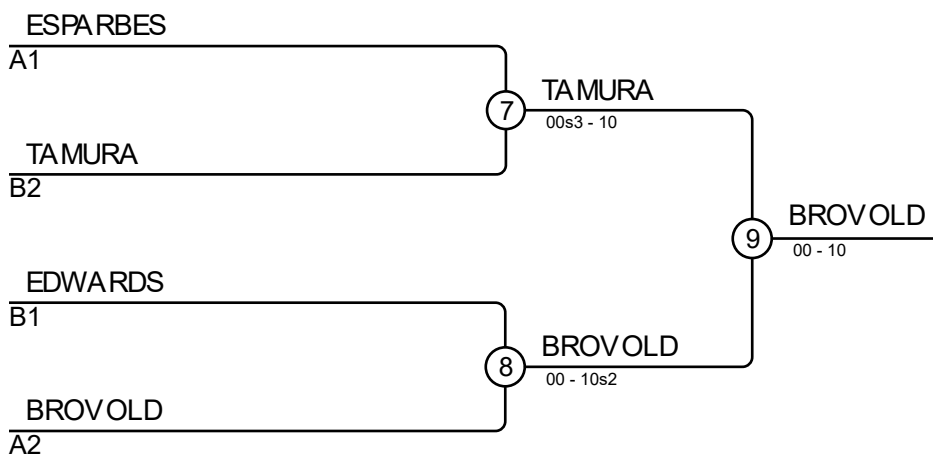 ESPARBES
A1
7
TAMURA
00s3 - 10
TAMURA
B2
9
BROVOLD
00 - 10
EDWARDS
B1
8
BROVOLD
00 - 10s2
BROVOLD
A2